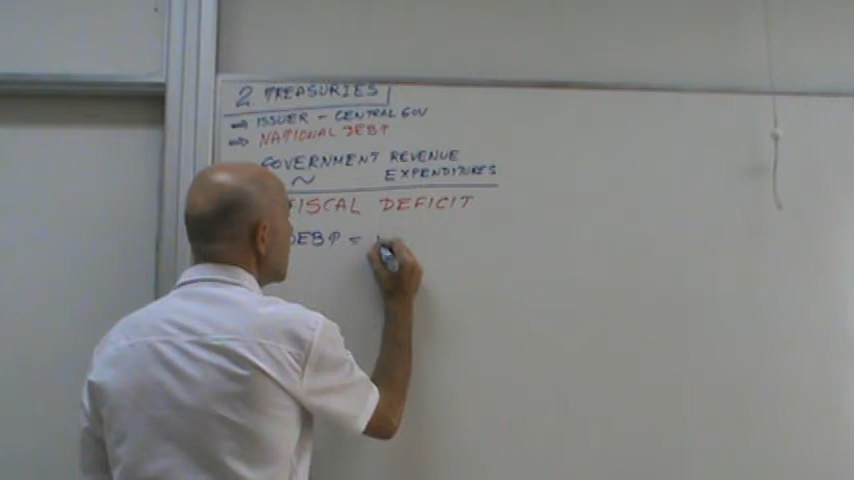 2. TREASURIES
⇒ ISSUER - CENTRAL GOV
⇒ NATIONAL DEBT
GOVERNMENT REVENUE
~ EXPENDITURES
FISCAL DEFICIT
DEBT =